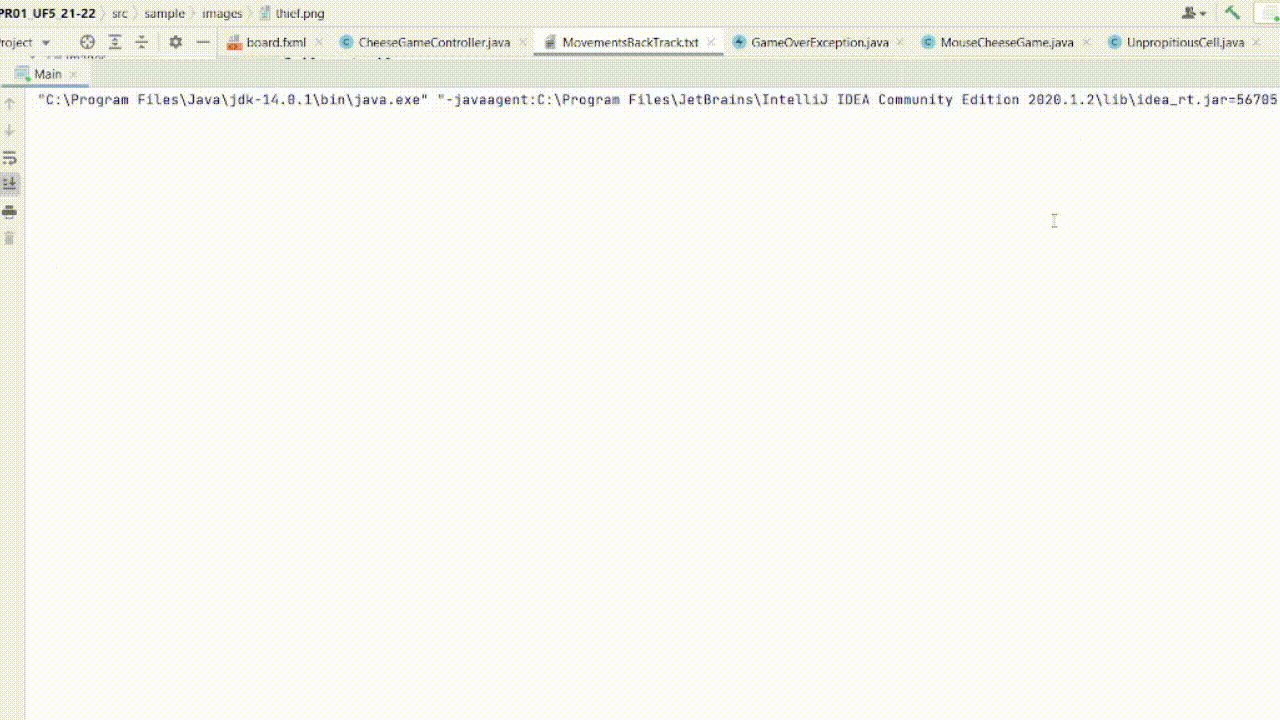 PR01_UF5_21-22 src sample images thief.png
roject board.fxml CheeseGameController.java MovementsBackTrack.txt GameOverException.java MouseCheeseGame.java UnpropitiousCell.java
Main
"C:\Program Files\Java\jdk-14.0.1\bin\java.exe" "-javaagent:C:\Program Files\JetBrains\IntelliJ IDEA Community Edition 2020.1.2\lib\idea_rt.jar=56705